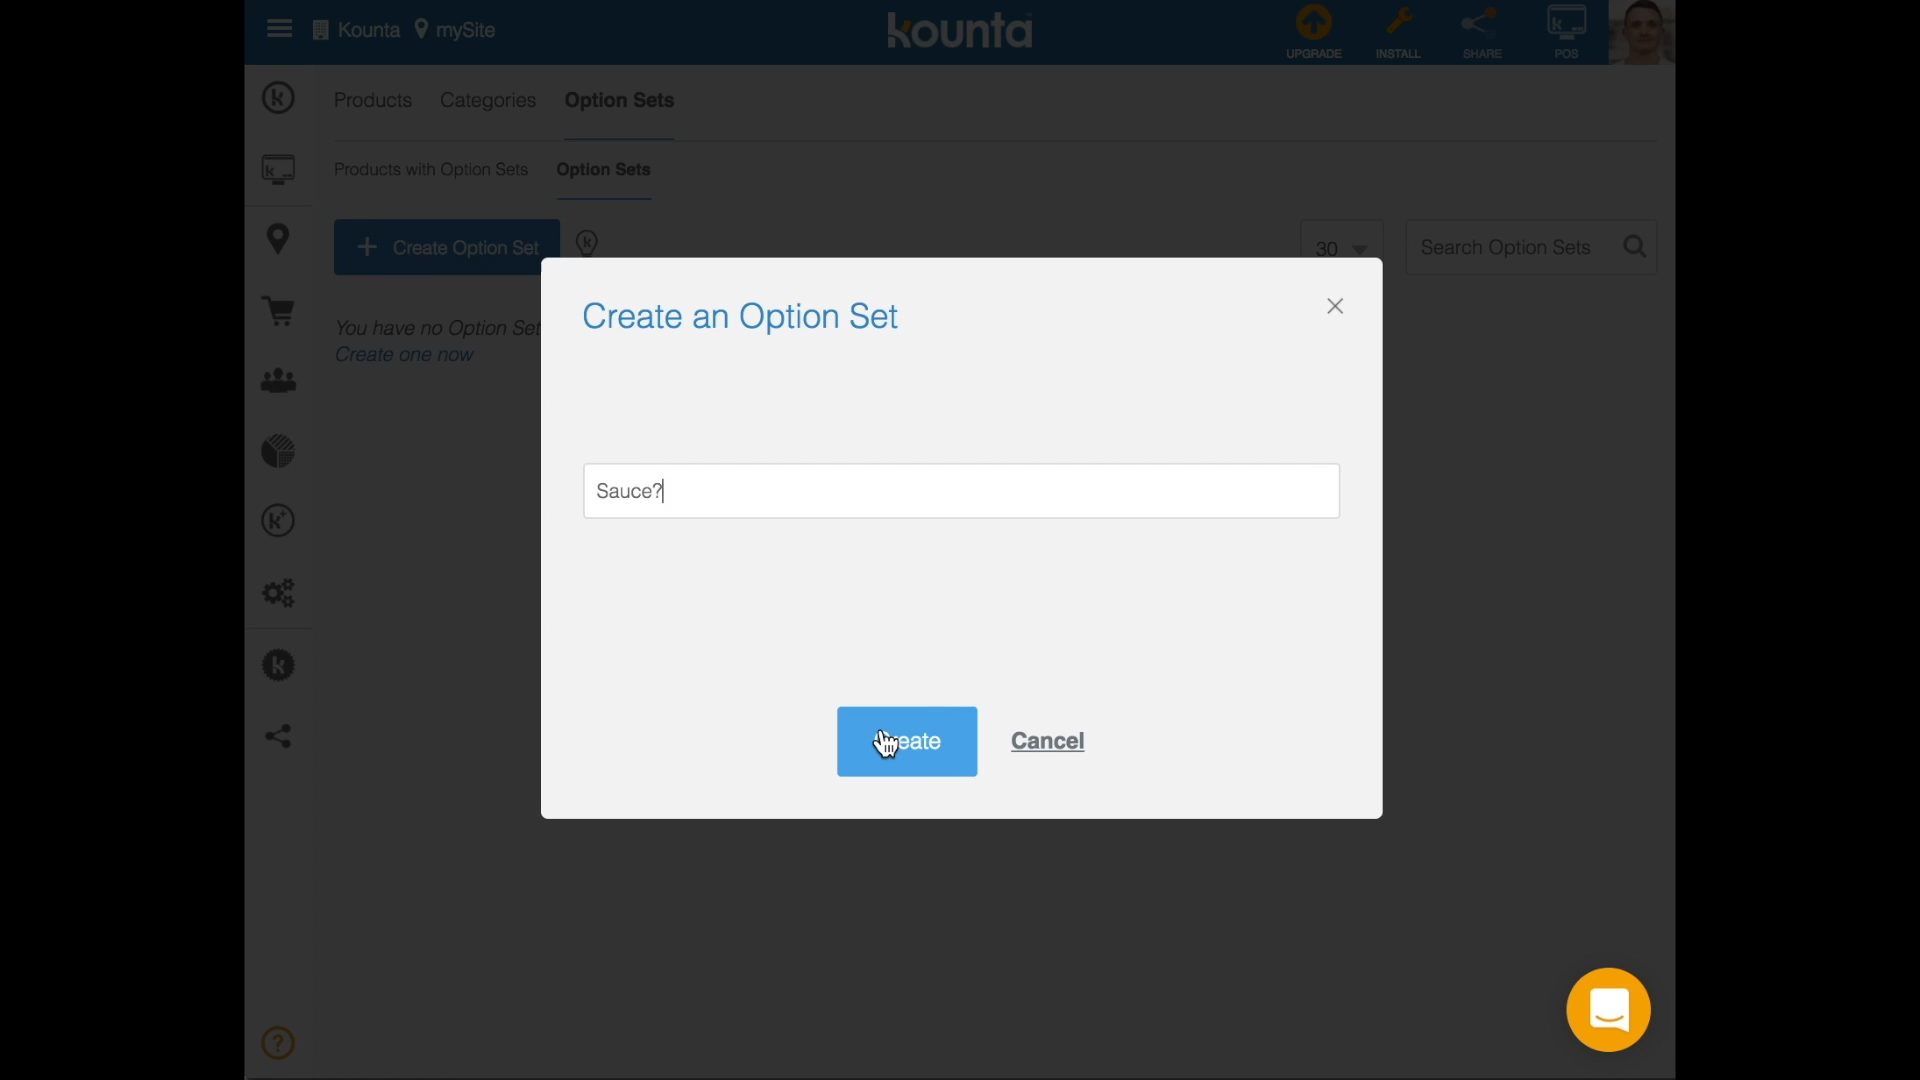 Kounta mySite
kounta
UPGRADE INSTALL SHARE POS
Products Categories Option Sets
Products with Option Sets Option Sets
+ Create Option Set
30
Search Option Sets
You have no Option Set
Create one now
Create an Option Set
Sauce?
eate
Cancel